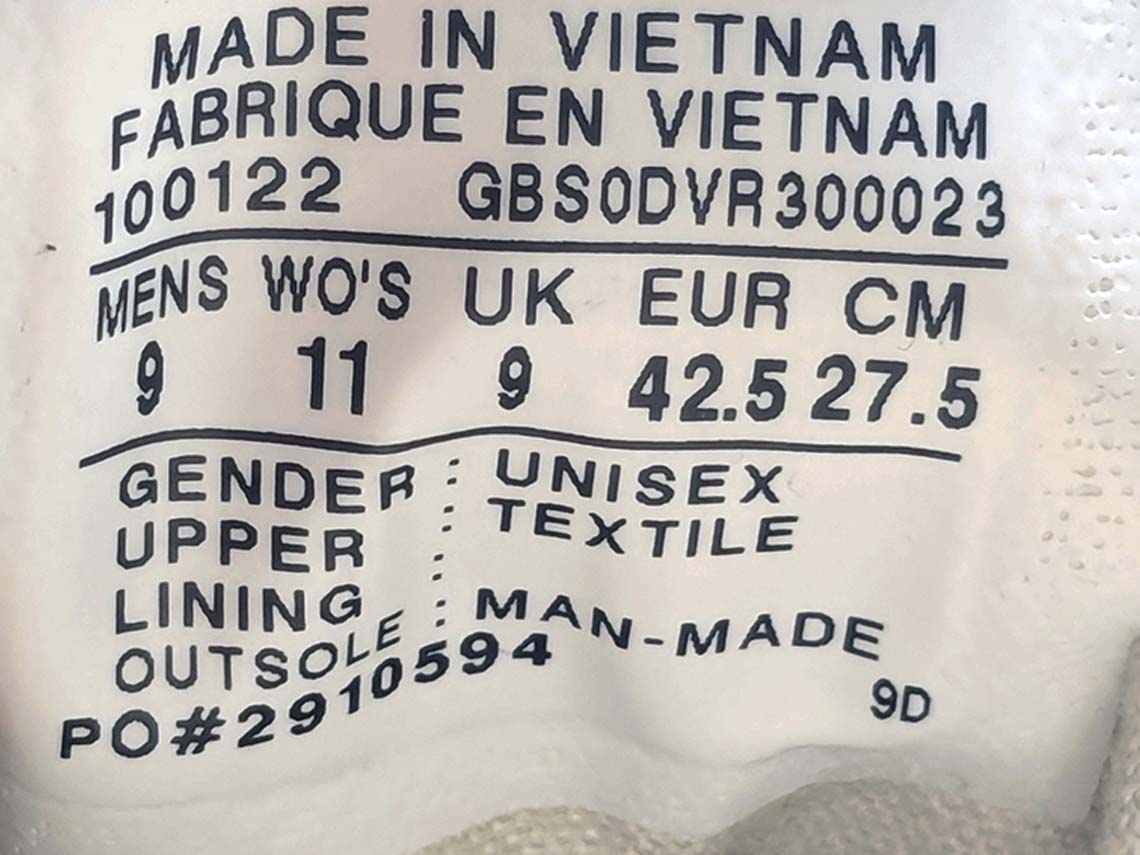 MADE IN VIETNAM
FABRIQUE EN VIETNAM
100122 GBS0DVR300023
MENS WO'S UK EUR CM
9 11 9 42.5 27.5
GENDER : UNISEX
UPPER : TEXTILE
LINING :
OUTSOLE : MAN-MADE
PO#2910594
9D